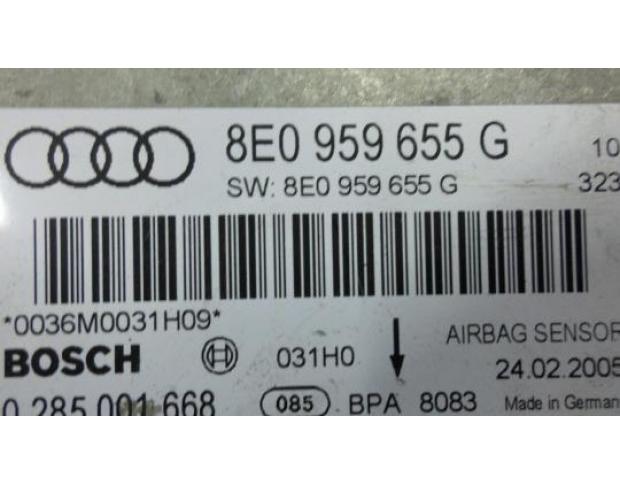 8E0 959 655 G 10
SW: 8E0 959 655 G 323
*0036M0031H09*
BOSCH 031H0 AIRBAG SENSOR
24.02.2005
0 285 001 668 085 BPA 8083 Made in German